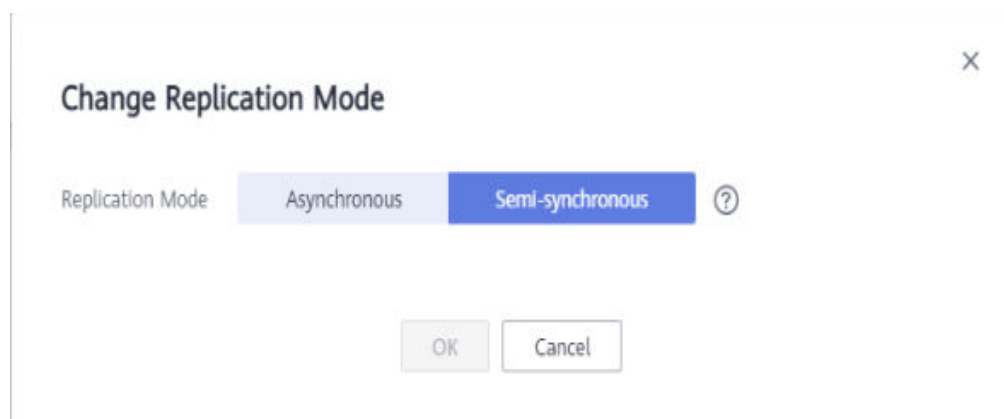 Change Replication Mode
Replication Mode Asynchronous Semi-synchronous
OK Cancel